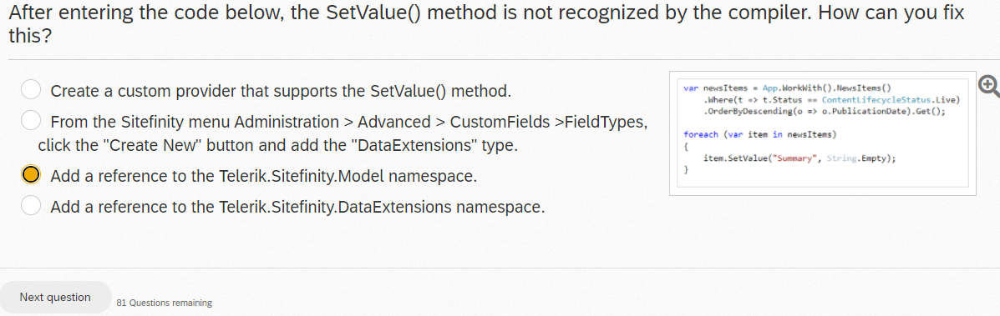 After entering the code below, the SetValue() method is not recognized by the compiler. How can you fix
this?
Create a custom provider that supports the SetValue() method.
From the Sitefinity menu Administration > Advanced > CustomFields >FieldTypes,
click the "Create New" button and add the "DataExtensions" type.
Add a reference to the Telerik.Sitefinity.Model namespace.
Add a reference to the Telerik.Sitefinity.DataExtensions namespace.
var newsItems = App.WorkWith().NewsItems()
.Where(t => t.Status == ContentLifecycleStatus.Live)
.OrderByDescending(o => o.PublicationDate).Get();
foreach (var item in newsItems)
{
item.SetValue("Summary", String.Empty);
}
Next question
81 Questions remaining